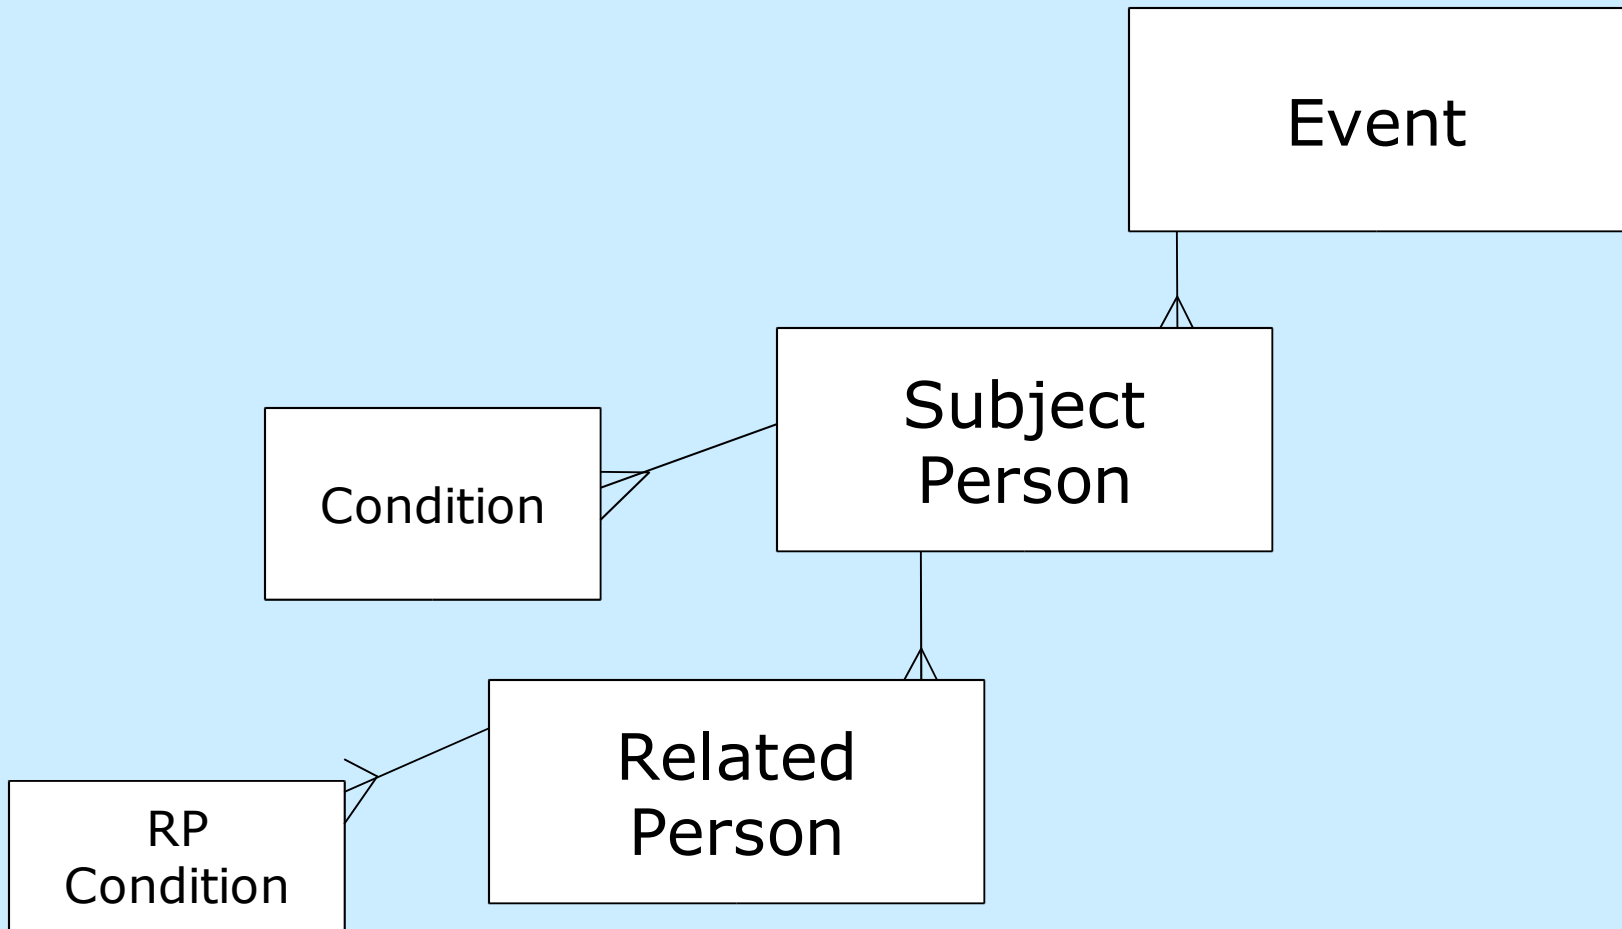 Event
Subject
Person
Condition
Related
Person
RP
Condition